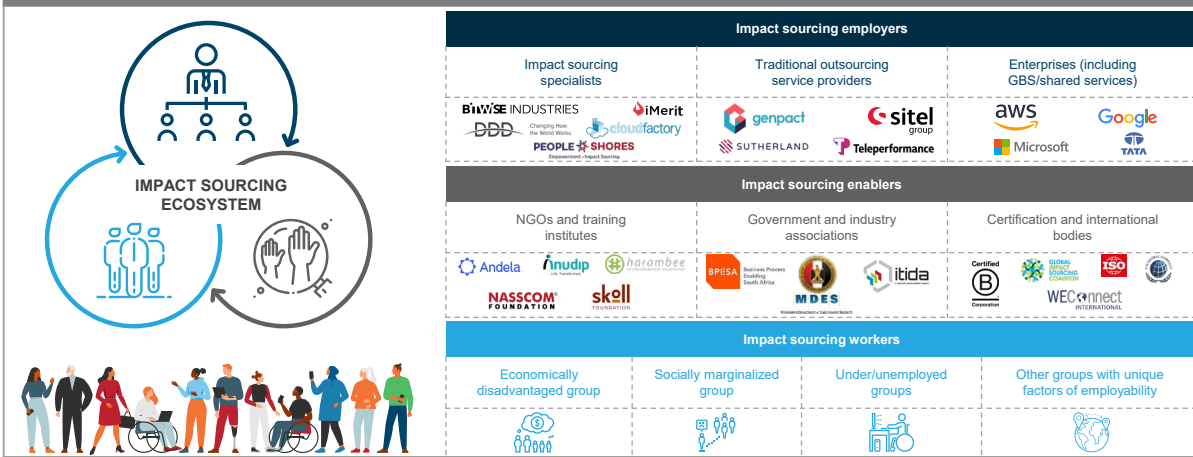 IMPACT SOURCING
ECOSYSTEM
Impact sourcing employers
Impact sourcing
specialists
Traditional outsourcing
service providers
Enterprises (including
GBS/shared services)
BiTWiSE INDUSTRIES
iMerit
DDD
Changing How
the World Works.
cloudfactory
PEOPLE SHORES
Empowerment - Impact Sourcing
genpact
sitel
group
SUTHERLAND
Teleperformance
aws
Google
Microsoft
TATA
Impact sourcing enablers
NGOs and training
institutes
Government and industry
associations
Certification and international
bodies
Andela
anudip
harambee
NASSCOM®
FOUNDATION
skoll
FOUNDATION
BPESA
Business Process
Enabling
South Africa
MDES
itida
Certified
B
Corporation
GLOBAL
IMPACT
SOURCING
COALITION
ISO
WECONNECT
INTERNATIONAL
Impact sourcing workers
Economically
disadvantaged group
Socially marginalized
group
Under/unemployed
groups
Other groups with unique
factors of employability